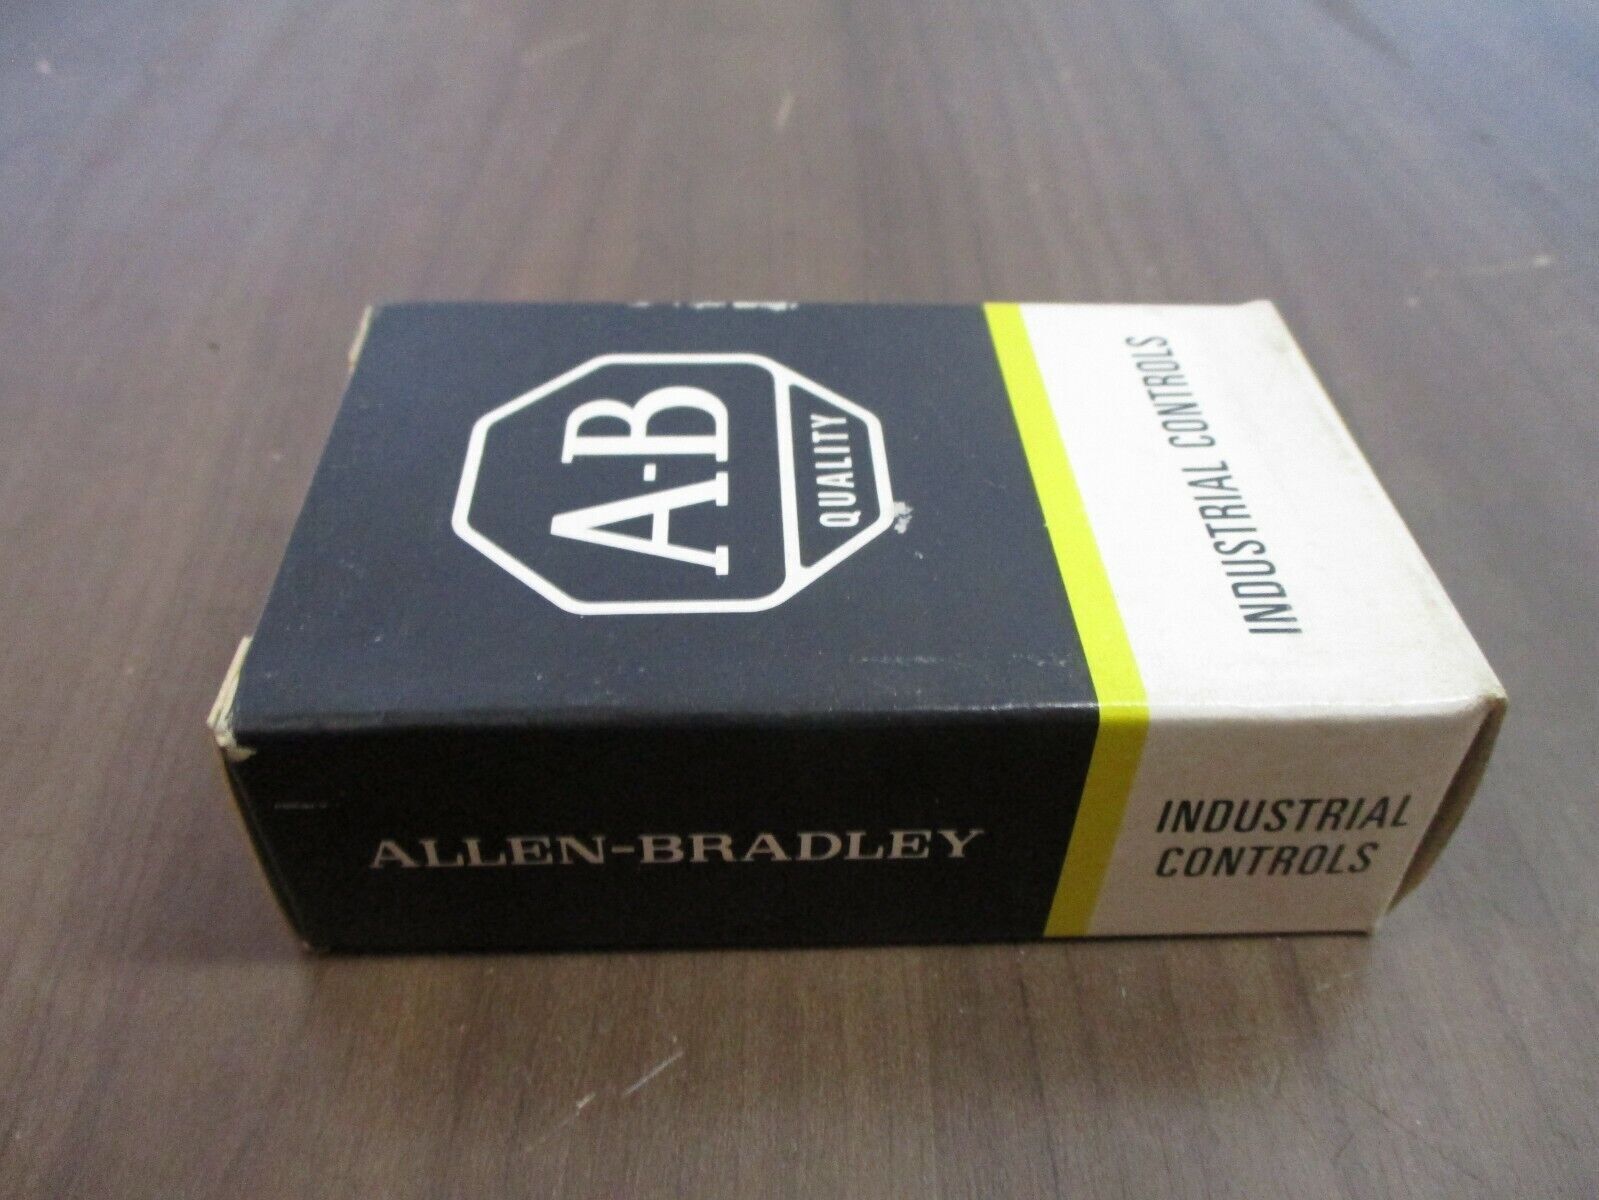 A-B
QUALITY
INDUSTRIAL CONTROLS
ALLEN-BRADLEY
INDUSTRIAL
CONTROLS